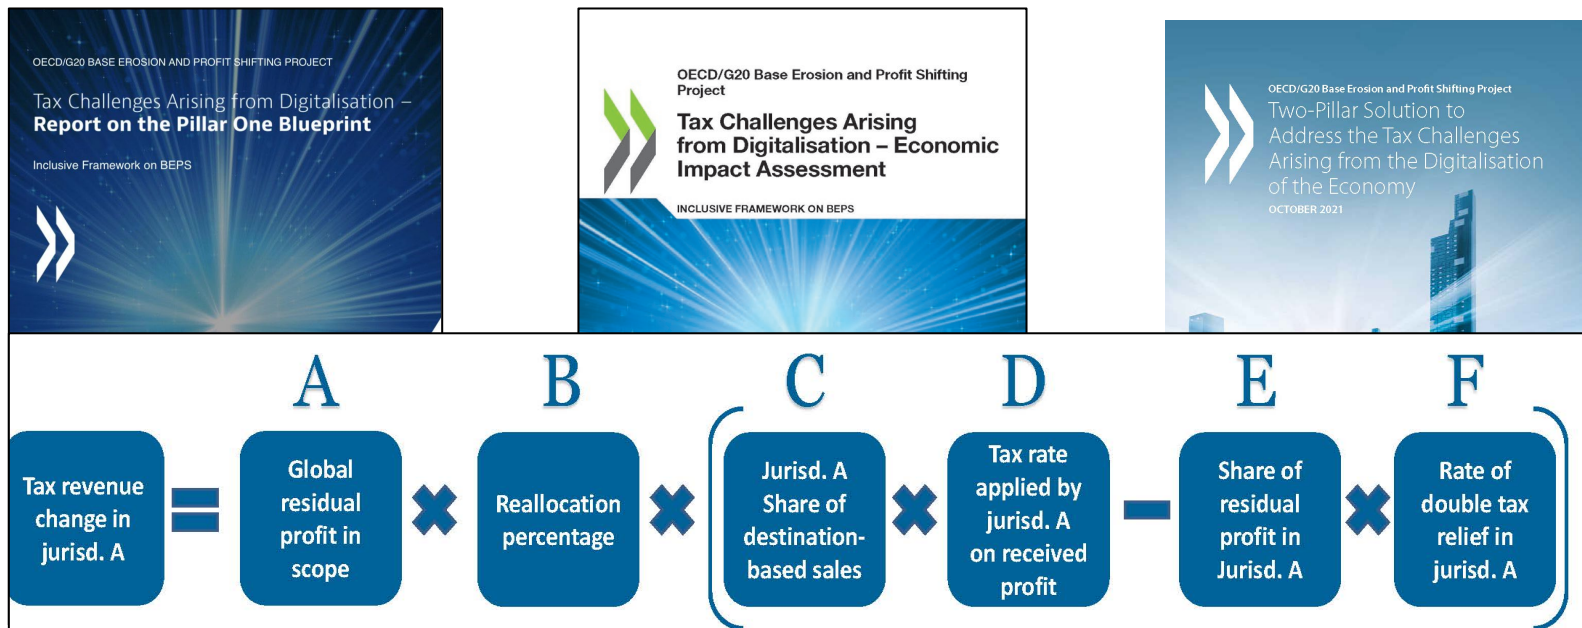 OECD/G20 BASE EROSION AND PROFIT SHIFTING PROJECT
Tax Challenges Arising from Digitalisation –
Report on the Pillar One Blueprint
Inclusive Framework on BEPS
OECD/G20 Base Erosion and Profit Shifting
Project
Tax Challenges Arising
from Digitalisation – Economic
Impact Assessment
INCLUSIVE FRAMEWORK ON BEPS
OECD/G20 Base Erosion and Profit Shifting Project
Two-Pillar Solution to
Address the Tax Challenges
Arising from the Digitalisation
of the Economy
OCTOBER 2021
A
B
C
D
E
F
Tax revenue
change in
jurisd. A
=
Global
residual
profit in
scope
×
Reallocation
percentage
×
(
Jurisd. A
Share of
destination-
based sales
×
Tax rate
applied by
jurisd. A
on received
profit
−
Share of
residual
profit in
Jurisd. A
×
Rate of
double tax
relief in
jurisd. A
)